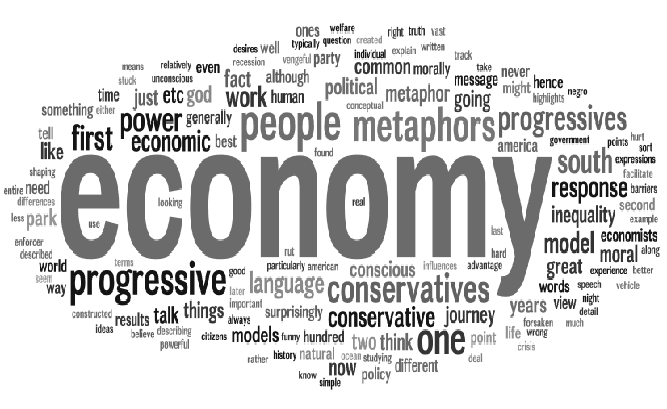 ones welfare right truth vast
typically question created explain written
desires well vengeful party individual track
means relatively even recession common morally take never
stuck unconscious fact although political message might hence
time just etc god work human metaphor going highlights negro
something either power generally conceptual
tell first economic best people metaphors progressives
like found america government points hurt
shaping economy south sort expressions
entire need facilitate
differences looking real response barriers
less park use inequality second
example
enforcer last model economists
described rut hard moral along
world terms particularly american conscious influences advantage great experience better
seem progressive good language conservatives words speech vehicle
way later years view night
constructed results talk things important surprisingly conservative journey detail
ideas always forsaken much
believe describing citizens models funny hundred two think one point life wrong
powerful crisis
rather history natural ocean studying different deal
know now policy
simple